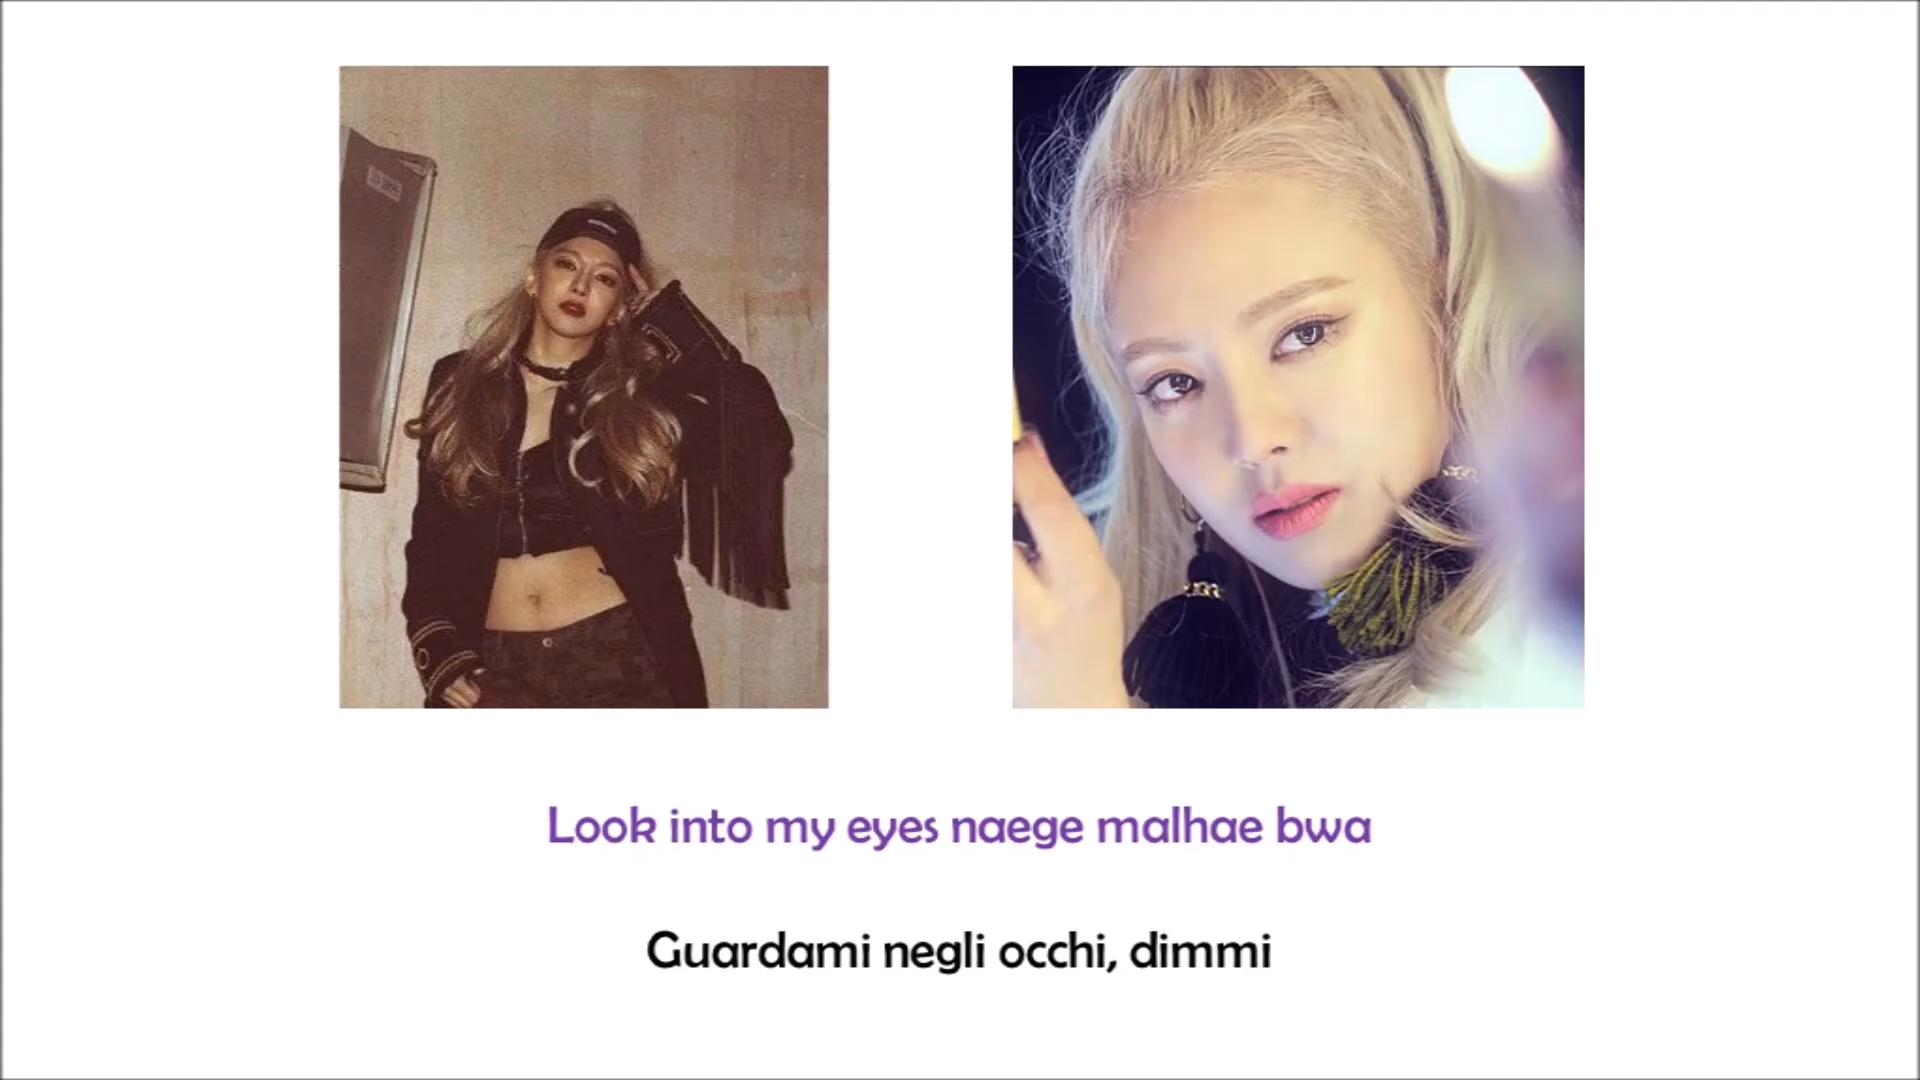 Look into my eyes naege malhae bwa
Guardami negli occhi, dimmi